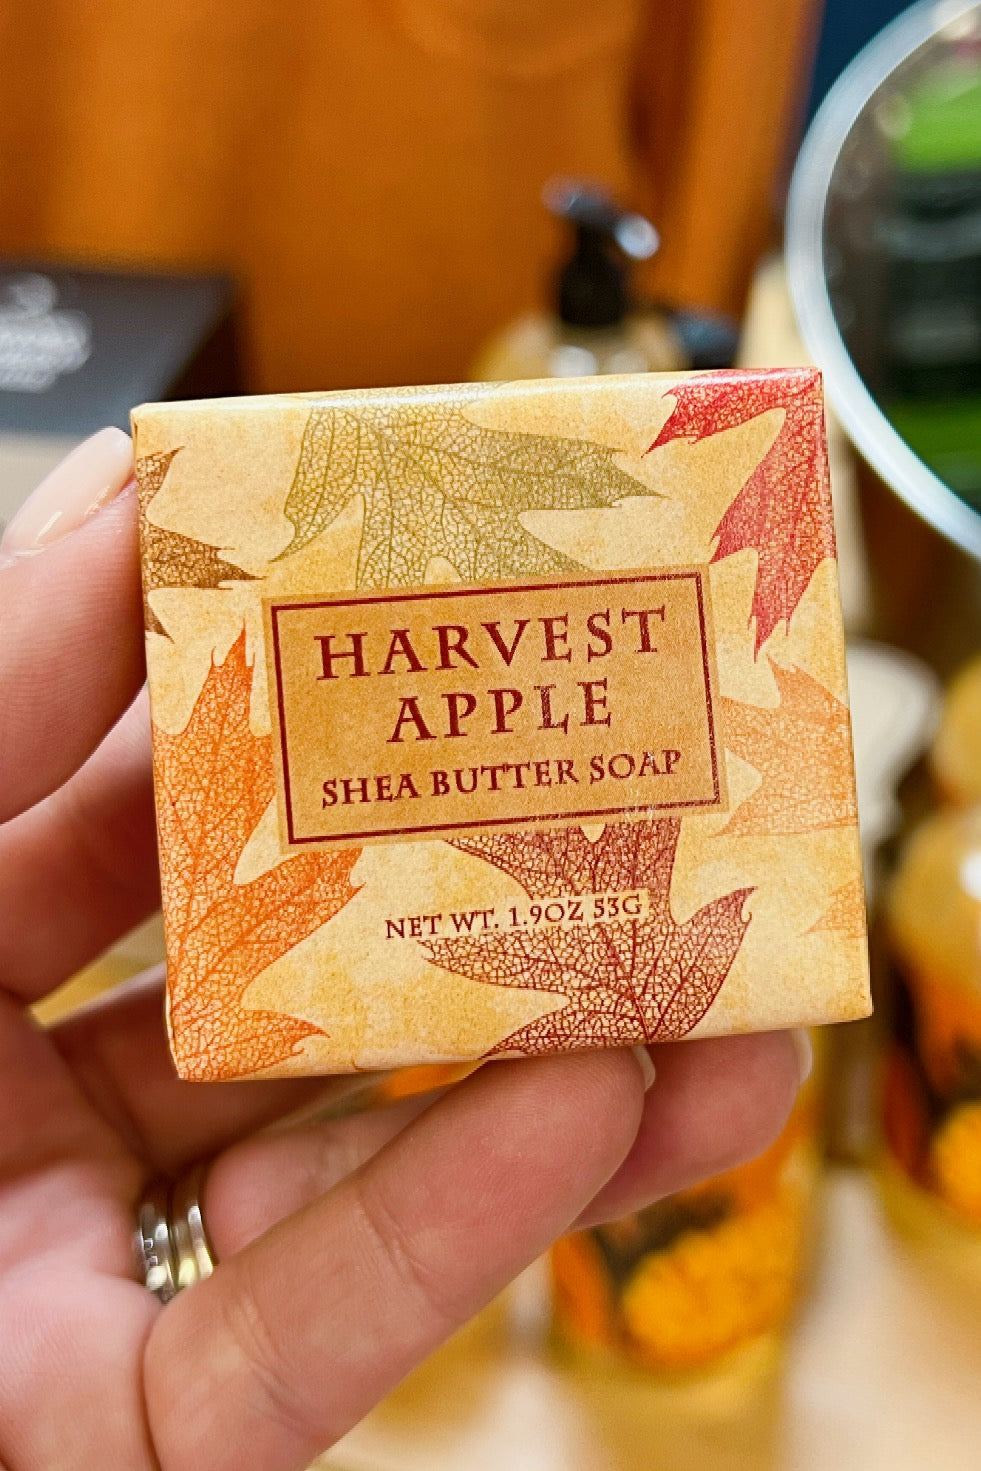 HARVEST
APPLE
SHEA BUTTER SOAP
NET WT. 1.9OZ 53G